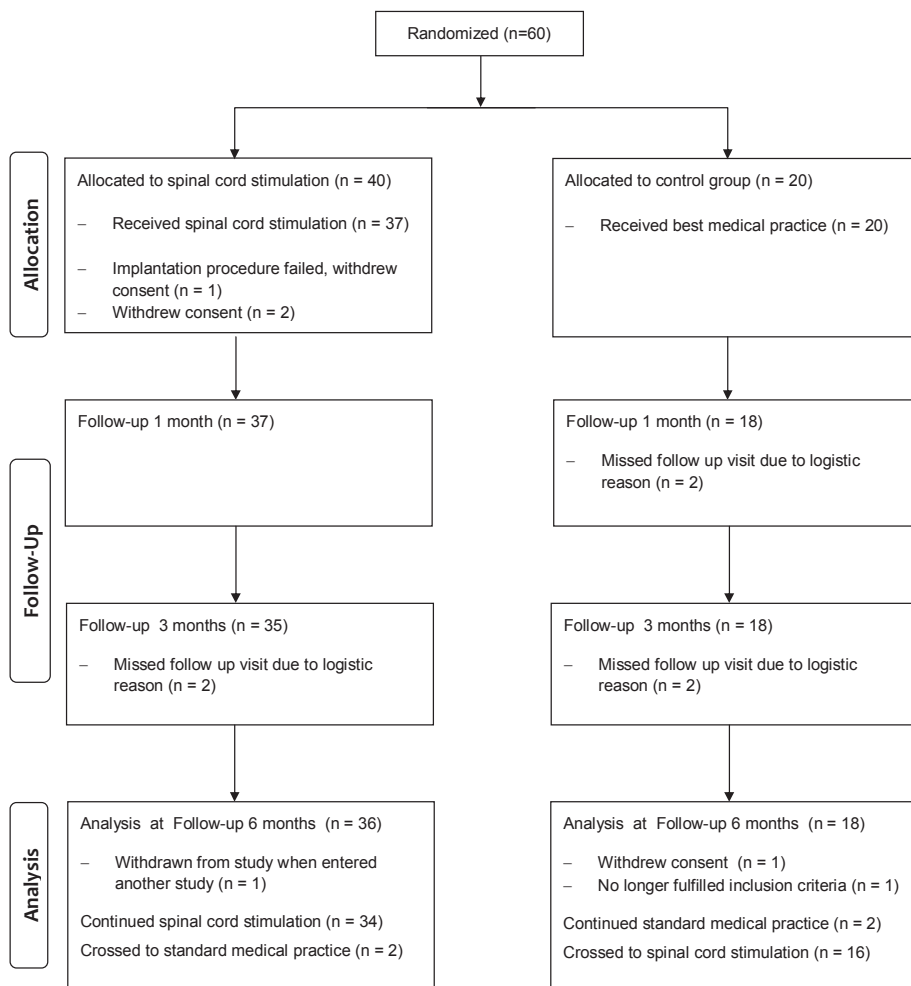 Randomized (n=60)
Allocation
Allocated to spinal cord stimulation (n = 40)
– Received spinal cord stimulation (n = 37)
– Implantation procedure failed, withdrew
consent (n = 1)
– Withdrew consent (n = 2)
Allocated to control group (n = 20)
– Received best medical practice (n = 20)
Follow-Up
Follow-up 1 month (n = 37)
Follow-up 1 month (n = 18)
– Missed follow up visit due to logistic
reason (n = 2)
Follow-up 3 months (n = 35)
– Missed follow up visit due to logistic
reason (n = 2)
Follow-up 3 months (n = 18)
– Missed follow up visit due to logistic
reason (n = 2)
Analysis
Analysis at Follow-up 6 months (n = 36)
– Withdrawn from study when entered
another study (n = 1)
Continued spinal cord stimulation (n = 34)
Crossed to standard medical practice (n = 2)
Analysis at Follow-up 6 months (n = 18)
– Withdrew consent (n = 1)
– No longer fulfilled inclusion criteria (n = 1)
Continued standard medical practice (n = 2)
Crossed to spinal cord stimulation (n = 16)